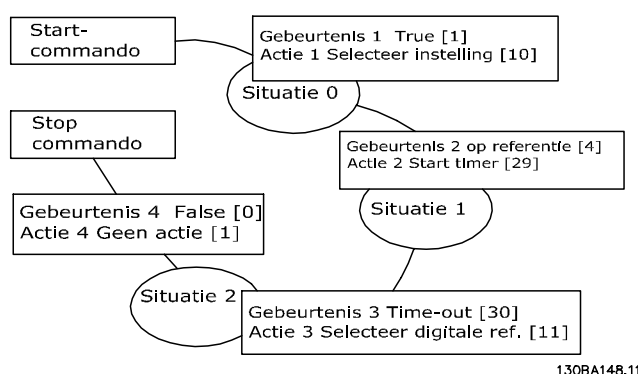 Start-
commando
Gebeurtenis 1 True [1]
Actie 1 Selecteer instelling [10]
Situatie 0
Stop
commando
Gebeurtenis 2 op referentie [4]
Actie 2 Start timer [29]
Situatie 1
Gebeurtenis 4 False [0]
Actie 4 Geen actie [1]
Situatie 2
Gebeurtenis 3 Time-out [30]
Actie 3 Selecteer digitale ref. [11]
130BA148.11